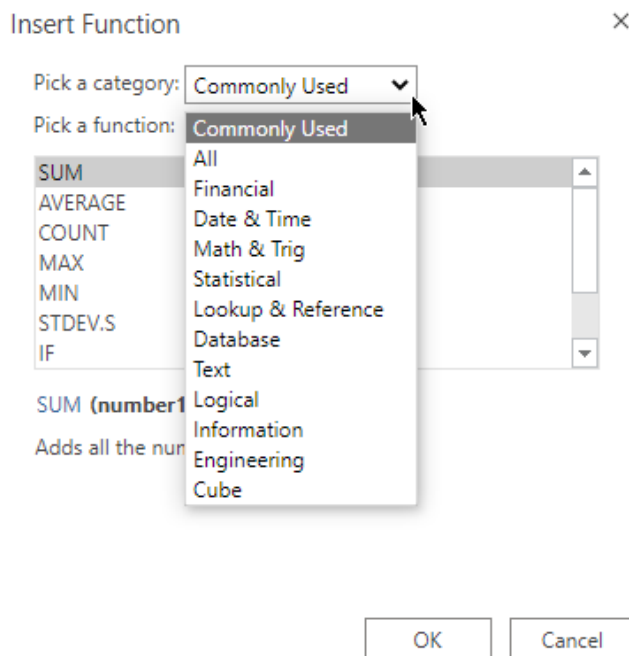 Insert Function
Pick a category: Commonly Used
Pick a function:
Commonly Used
All
Financial
Date & Time
Math & Trig
Statistical
Lookup & Reference
Database
Text
Logical
Information
Engineering
Cube
SUM
AVERAGE
COUNT
MAX
MIN
STDEV.S
IF
SUM (number1
Adds all the
OK Cancel